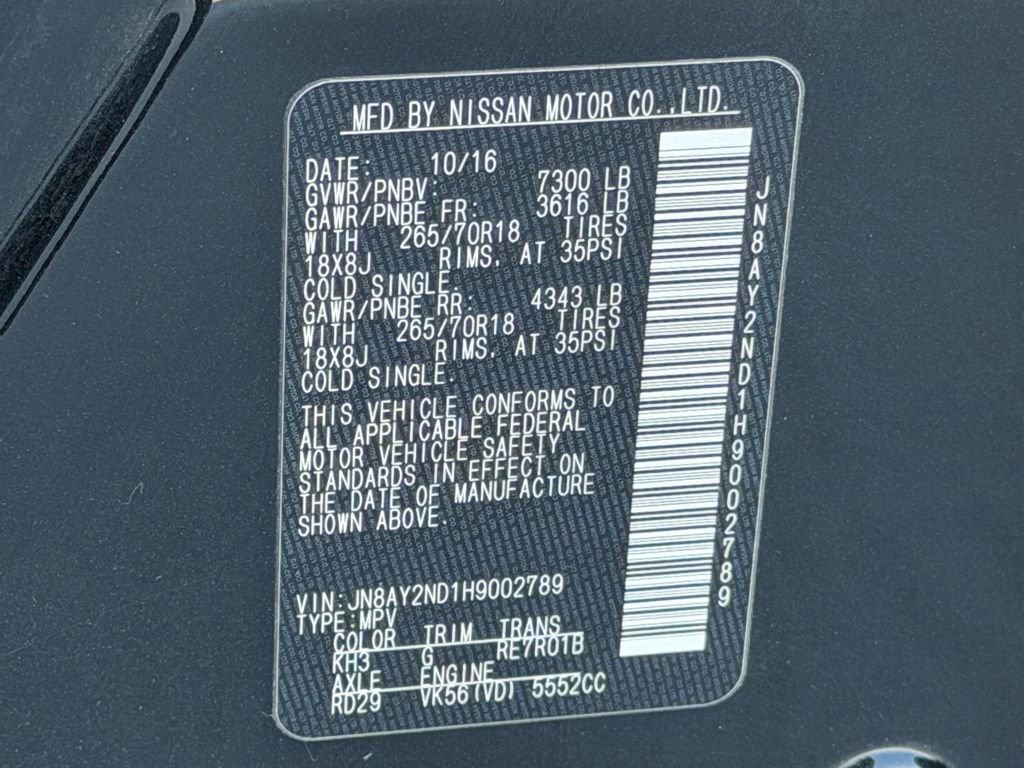 MFD BY NISSAN MOTOR CO.,LTD.
DATE: 10/16
GVWR/PNBV: 7300 LB
GAWR/PNBE FR: 3616 LB
WITH 265/70R18 TIRES
18X8J RIMS. AT 35PSI
COLD SINGLE.
GAWR/PNBE RR: 4343 LB
WITH 265/70R18 TIRES
18X8J RIMS. AT 35PSI
COLD SINGLE.
THIS VEHICLE CONFORMS TO
ALL APPLICABLE FEDERAL
MOTOR VEHICLE SAFETY
STANDARDS IN EFFECT ON
THE DATE OF MANUFACTURE
SHOWN ABOVE.
VIN:JN8AY2ND1H9002789
TYPE:MPV
COLOR TRIM TRANS
KH3 G RE7R01B
AXLE ENGINE
RD29 VK56(VD) 5552CC
JN8AY2ND1H9002789